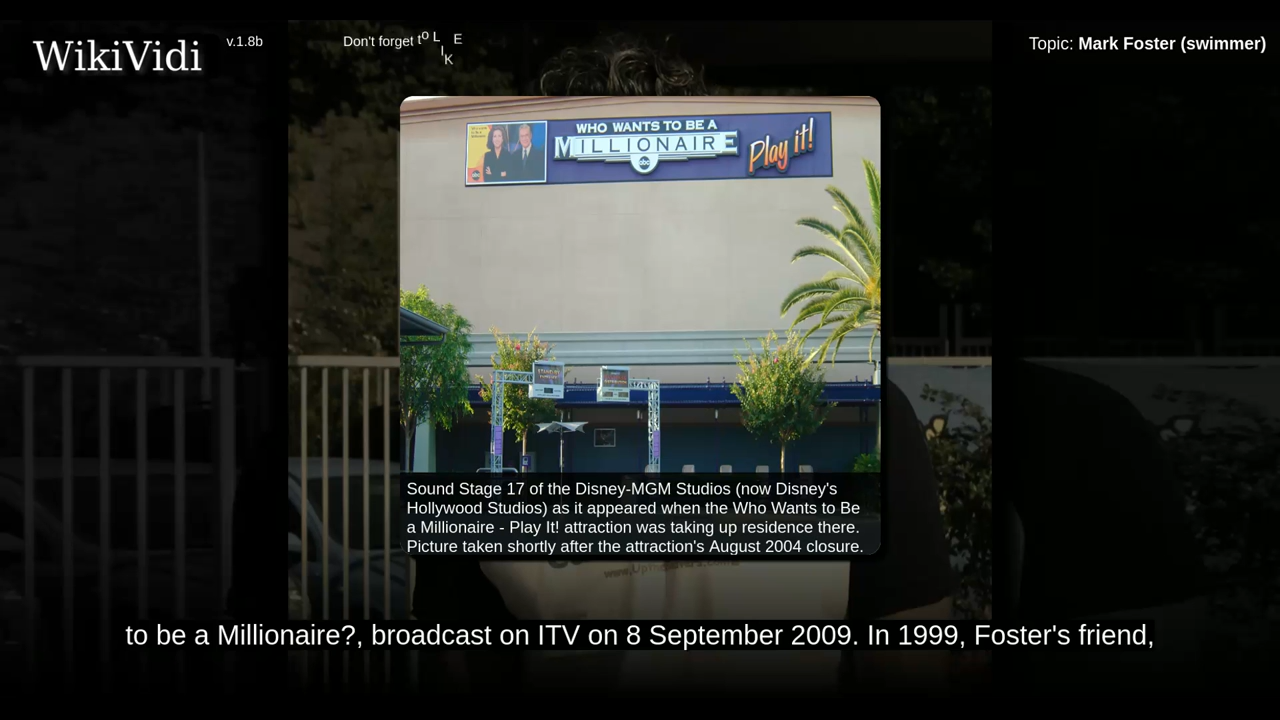 WikiVidi
v.1.8b
Don't forget to LIKE
Topic: Mark Foster (swimmer)
WHO WANTS TO BE A
MILLIONAIRE
Play it!
abc
Sound Stage 17 of the Disney-MGM Studios (now Disney's
Hollywood Studios) as it appeared when the Who Wants to Be
a Millionaire - Play It! attraction was taking up residence there.
Picture taken shortly after the attraction's August 2004 closure.
to be a Millionaire?, broadcast on ITV on 8 September 2009. In 1999, Foster's friend,